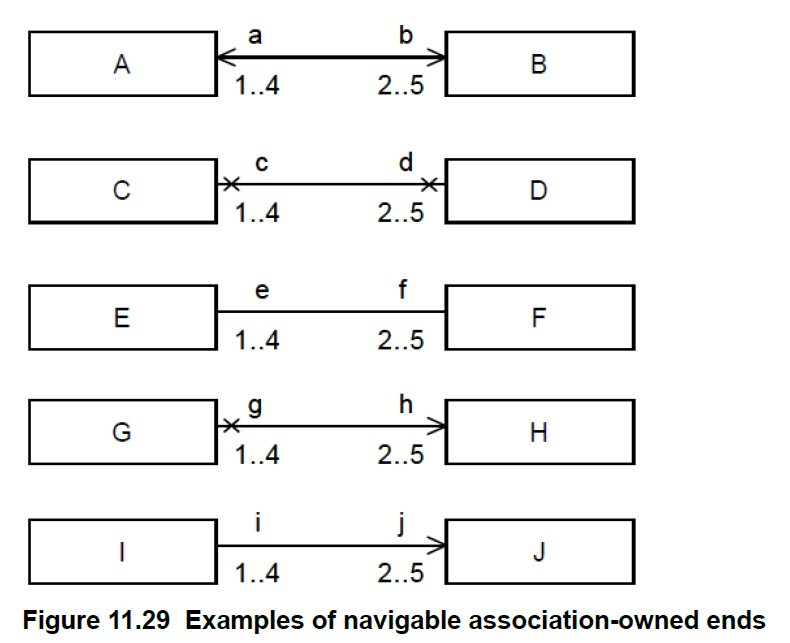 a b
A B
1..4 2..5
c d
C D
1..4 2..5
e f
E F
1..4 2..5
g h
G H
1..4 2..5
i j
I J
1..4 2..5
Figure 11.29 Examples of navigable association-owned ends